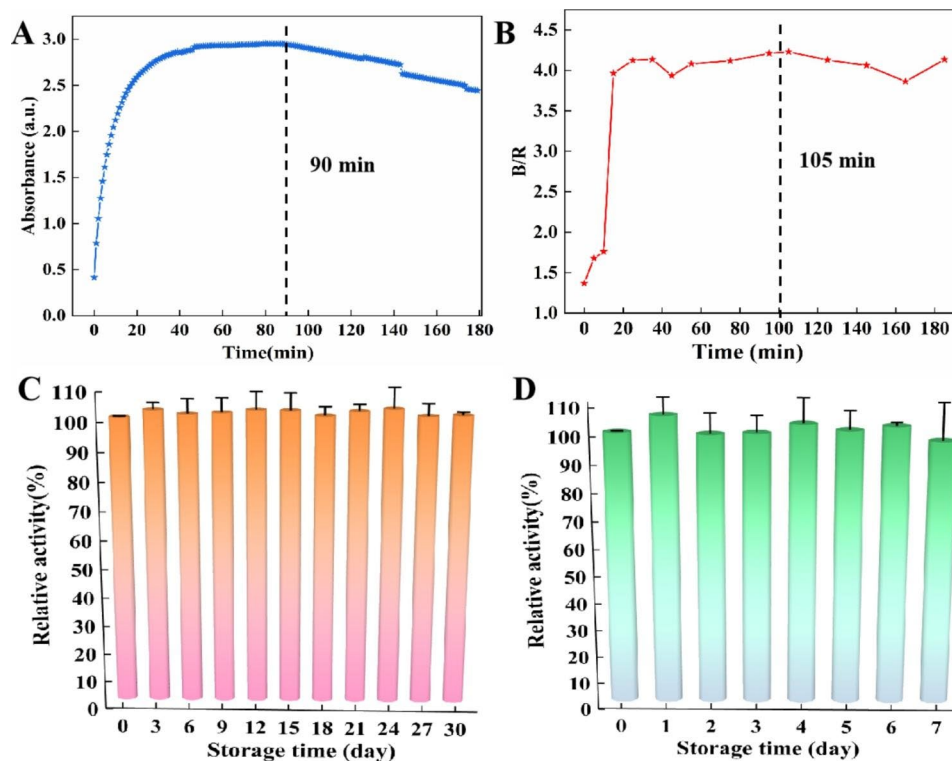 A
3.0
2.5
2.0
1.5
1.0
0.5
0.0
Absorbance (a.u.)
90 min
0 20 40 60 80 100 120 140 160 180
Time(min)
B
4.5
4.0
3.5
3.0
2.5
2.0
1.5
1.0
B/R
105 min
0 20 40 60 80 100 120 140 160 180
Time (min)
C
110
100
90
80
70
60
50
40
30
20
10
0
Relative activity(%)
0 3 6 9 12 15 18 21 24 27 30
Storage time (day)
D
110
100
90
80
70
60
50
40
30
20
10
0
Relative activity(%)
0 1 2 3 4 5 6 7
Storage time (day)